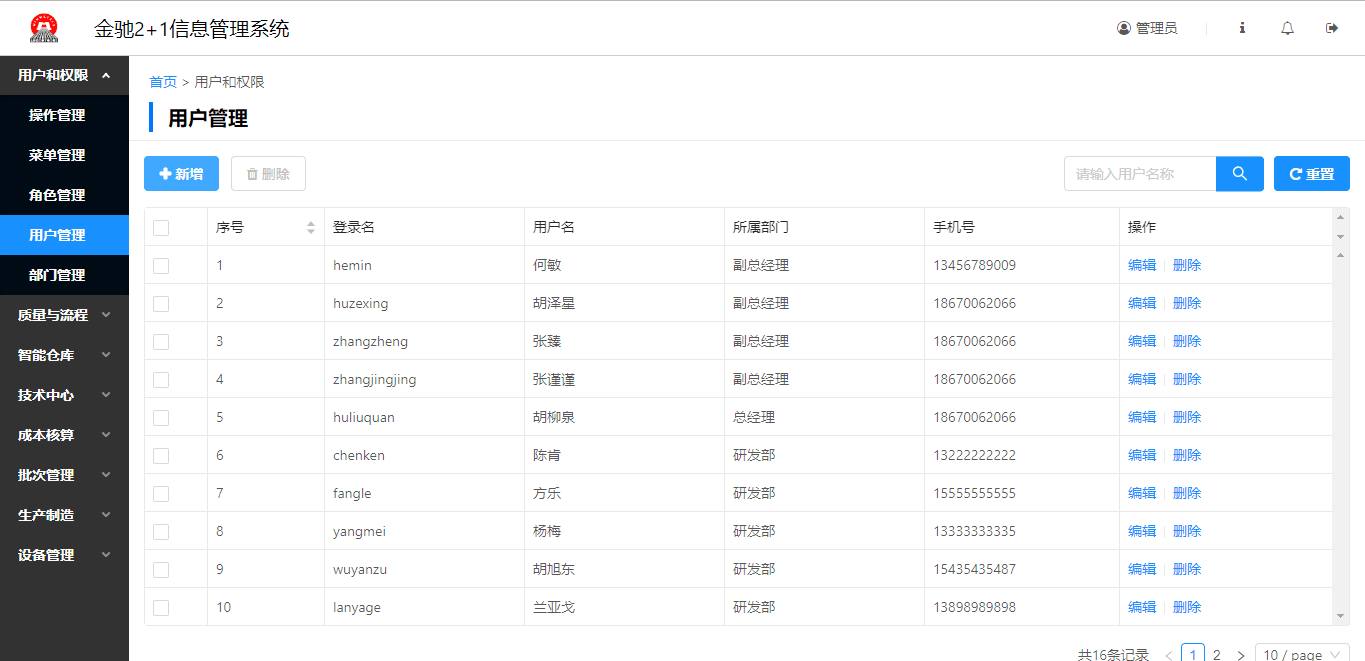 金驰2+1信息管理系统
管理员
用户和权限
操作管理
菜单管理
角色管理
用户管理
部门管理
质量与流程
智能仓库
技术中心
成本核算
批次管理
生产制造
设备管理
首页 > 用户和权限
用户管理
新增 删除 请输入用户名称 重置
序号 登录名 用户名 所属部门 手机号 操作
1 hemin 何敏 副总经理 13456789009 编辑 删除
2 huzexing 胡泽星 副总经理 18670062066 编辑 删除
3 zhangzheng 张臻 副总经理 18670062066 编辑 删除
4 zhangjingjing 张谨谨 副总经理 18670062066 编辑 删除
5 huliuquan 胡柳泉 总经理 18670062066 编辑 删除
6 chenken 陈肯 研发部 13222222222 编辑 删除
7 fangle 方乐 研发部 15555555555 编辑 删除
8 yangmei 杨梅 研发部 13333333335 编辑 删除
9 wuyanzu 胡旭东 研发部 15435435487 编辑 删除
10 lanyage 兰亚戈 研发部 13898989898 编辑 删除
共16条记录 < 1 2 > 10 / page